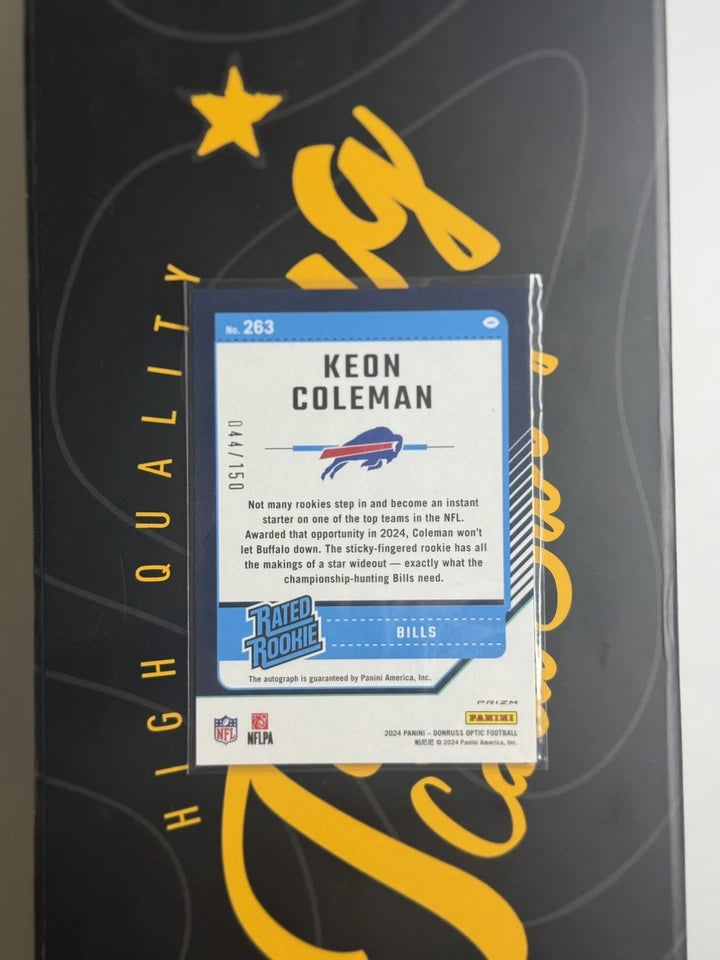 HIGH QUALITY
No. 263
KEON
COLEMAN
044/150
Not many rookies step in and become an instant
starter on one of the top teams in the NFL.
Awarded that opportunity in 2024, Coleman won't
let Buffalo down. The sticky-fingered rookie has all
the makings of a star wideout — exactly what the
championship-hunting Bills need.
RATED
ROOKIE
BILLS
The autograph is guaranteed by Panini America, Inc.
PRIZM
PANINI
NFL
NFLPA
2024 PANINI – DONRUSS OPTIC FOOTBALL
帕尼尼 © 2024 Panini America, Inc.